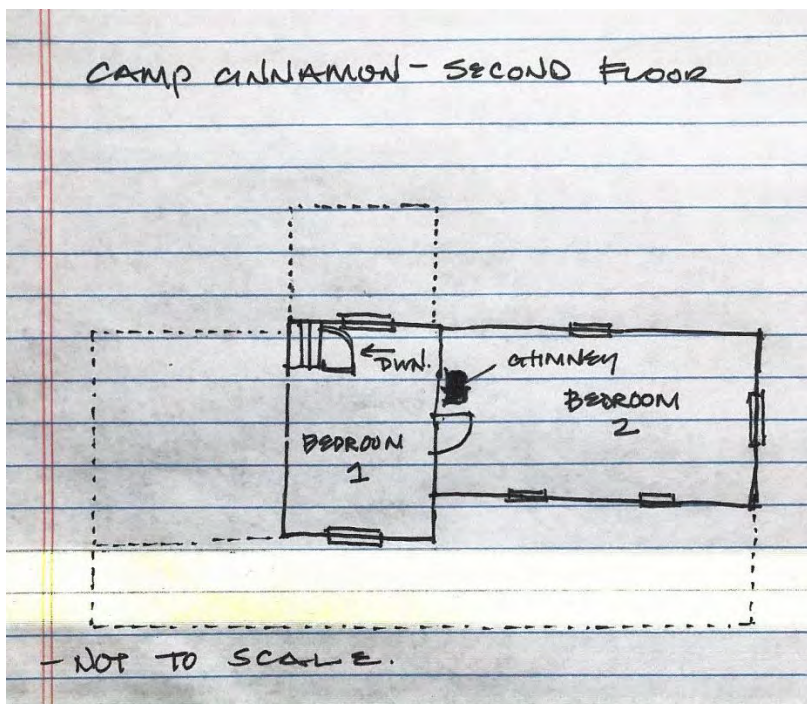 CAMP CINNAMON - SECOND FLOOR
← DWN.
CHIMNEY
BEDROOM
2
BEDROOM
1
- NOT TO SCALE.